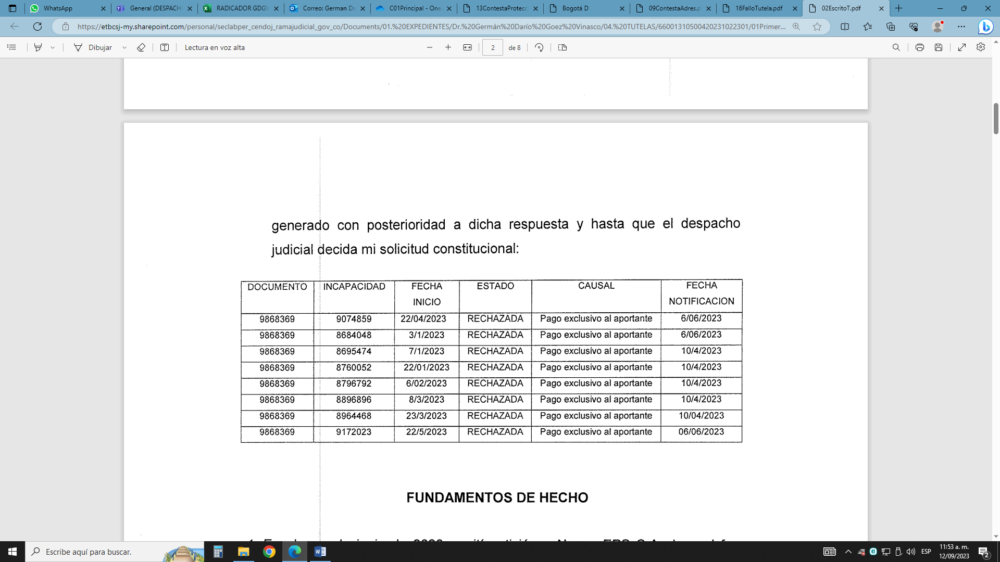 WhatsApp
General (DESPACH
RADICADOR GDGV
Correo: German Da
C01Principal - One
13ContestaProtecc
Bogotá D
09ContestaAdres.p
16FalloTutela.pdf
02EscritoT.pdf
https://etbcsj-my.sharepoint.com/personal/seclabper_cendoj_ramajudicial_gov_co/Documents/01.%20EXPEDIENTES/Dr.%20Germán%20Darío%20Goez%20Vinasco/04.%20TUTELAS/66001310500420231022301/01Primer...
Dibujar
Lectura en voz alta
2 de 8
generado con posterioridad a dicha respuesta y hasta que el despacho
judicial decida mi solicitud constitucional:
DOCUMENTO INCAPACIDAD FECHA INICIO ESTADO CAUSAL FECHA NOTIFICACION
9868369 9074859 22/04/2023 RECHAZADA Pago exclusivo al aportante 6/06/2023
9868369 8684048 3/1/2023 RECHAZADA Pago exclusivo al aportante 6/06/2023
9868369 8695474 7/1/2023 RECHAZADA Pago exclusivo al aportante 10/4/2023
9868369 8760052 22/01/2023 RECHAZADA Pago exclusivo al aportante 10/4/2023
9868369 8796792 6/02/2023 RECHAZADA Pago exclusivo al aportante 10/4/2023
9868369 8896896 8/3/2023 RECHAZADA Pago exclusivo al aportante 10/4/2023
9868369 8964468 23/3/2023 RECHAZADA Pago exclusivo al aportante 10/04/2023
9868369 9172023 22/5/2023 RECHAZADA Pago exclusivo al aportante 06/06/2023
FUNDAMENTOS DE HECHO
Escribe aquí para buscar.
ESP
11:53 a. m.
12/09/2023
2